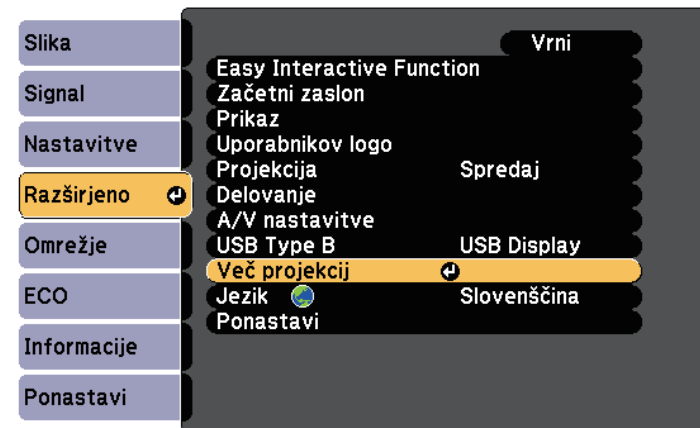 Slika
Signal
Nastavitve
Razširjeno
Omrežje
ECO
Informacije
Ponastavi
Vrni
Easy Interactive Function
Začetni zaslon
Prikaz
Uporabnikov logo
Projekcija Spredaj
Delovanje
A/V nastavitve
USB Type B USB Display
Več projekcij
Jezik Slovenščina
Ponastavi